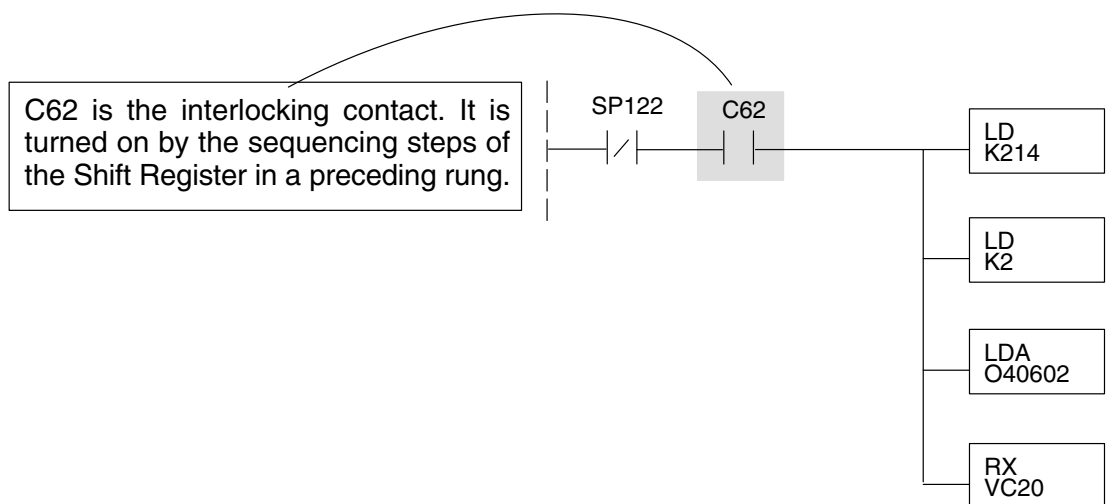 C62 is the interlocking contact. It is
turned on by the sequencing steps of
the Shift Register in a preceding rung.
SP122
C62
LD
K214
LD
K2
LDA
O40602
RX
VC20